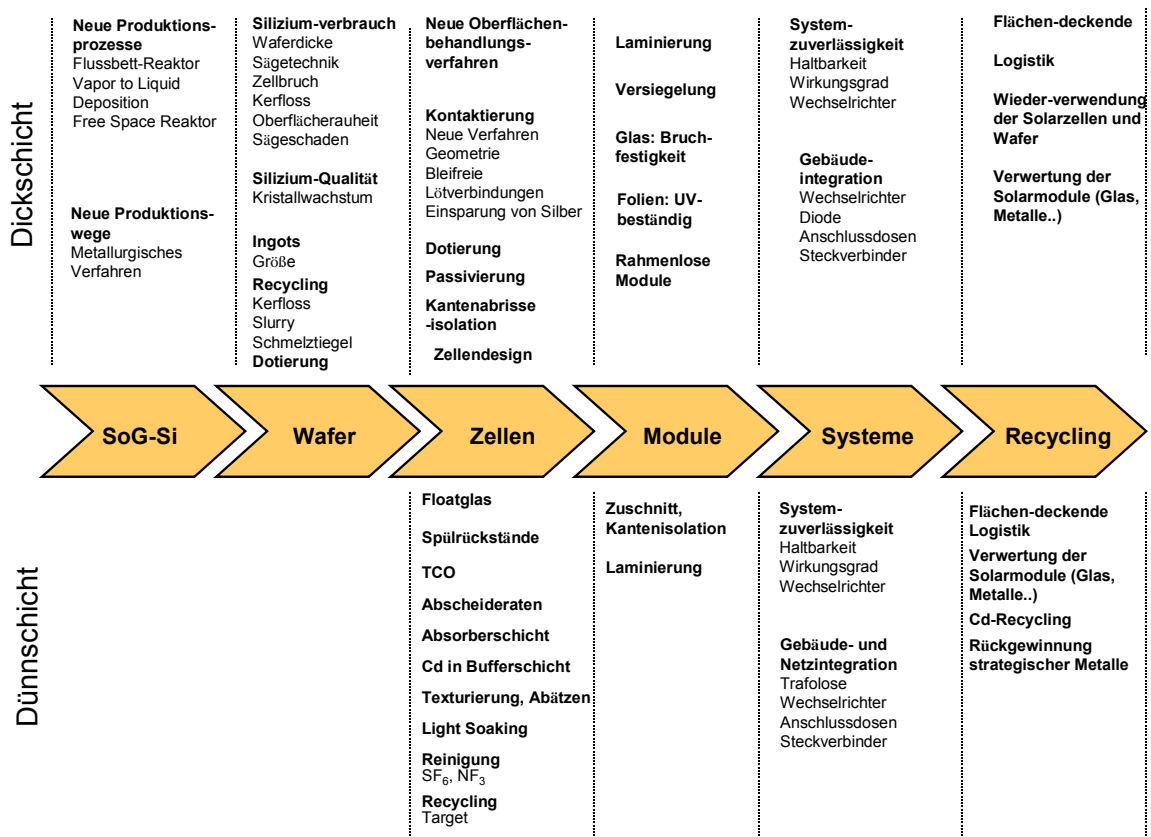 Dickschicht
Neue Produktions-
prozesse
Flussbett-Reaktor
Vapor to Liquid
Deposition
Free Space Reaktor
Neue Produktions-
wege
Metallurgisches
Verfahren
Silizium-verbrauch
Waferdicke
Sägetechnik
Zellbruch
Kerfloss
Oberflächerauheit
Sägeschaden
Silizium-Qualität
Kristallwachstum
Ingots
Größe
Recycling
Kerfloss
Slurry
Schmelztiegel
Dotierung
Neue Oberflächen-
behandlungs-
verfahren
Kontaktierung
Neue Verfahren
Geometrie
Bleifreie
Lötverbindungen
Einsparung von Silber
Dotierung
Passivierung
Kantenabrisse
-isolation
Zellendesign
Laminierung
Versiegelung
Glas: Bruch-
festigkeit
Folien: UV-
beständig
Rahmenlose
Module
System-
zuverlässigkeit
Haltbarkeit
Wirkungsgrad
Wechselrichter
Gebäude-
integration
Wechselrichter
Diode
Anschlussdosen
Steckverbinder
Flächen-deckende
Logistik
Wieder-verwendung
der Solarzellen und
Wafer
Verwertung der
Solarmodule (Glas,
Metalle..)
SoG-Si
Wafer
Zellen
Module
Systeme
Recycling
Dünnschicht
Floatglas
Spülrückstände
TCO
Abscheideraten
Absorberschicht
Cd in Bufferschicht
Texturierung, Abätzen
Light Soaking
Reinigung
SF6, NF3
Recycling
Target
Zuschnitt,
Kantenisolation
Laminierung
System-
zuverlässigkeit
Haltbarkeit
Wirkungsgrad
Wechselrichter
Gebäude- und
Netzintegration
Trafolose
Wechselrichter
Anschlussdosen
Steckverbinder
Flächen-deckende
Logistik
Verwertung der
Solarmodule (Glas,
Metalle..)
Cd-Recycling
Rückgewinnung
strategischer Metalle